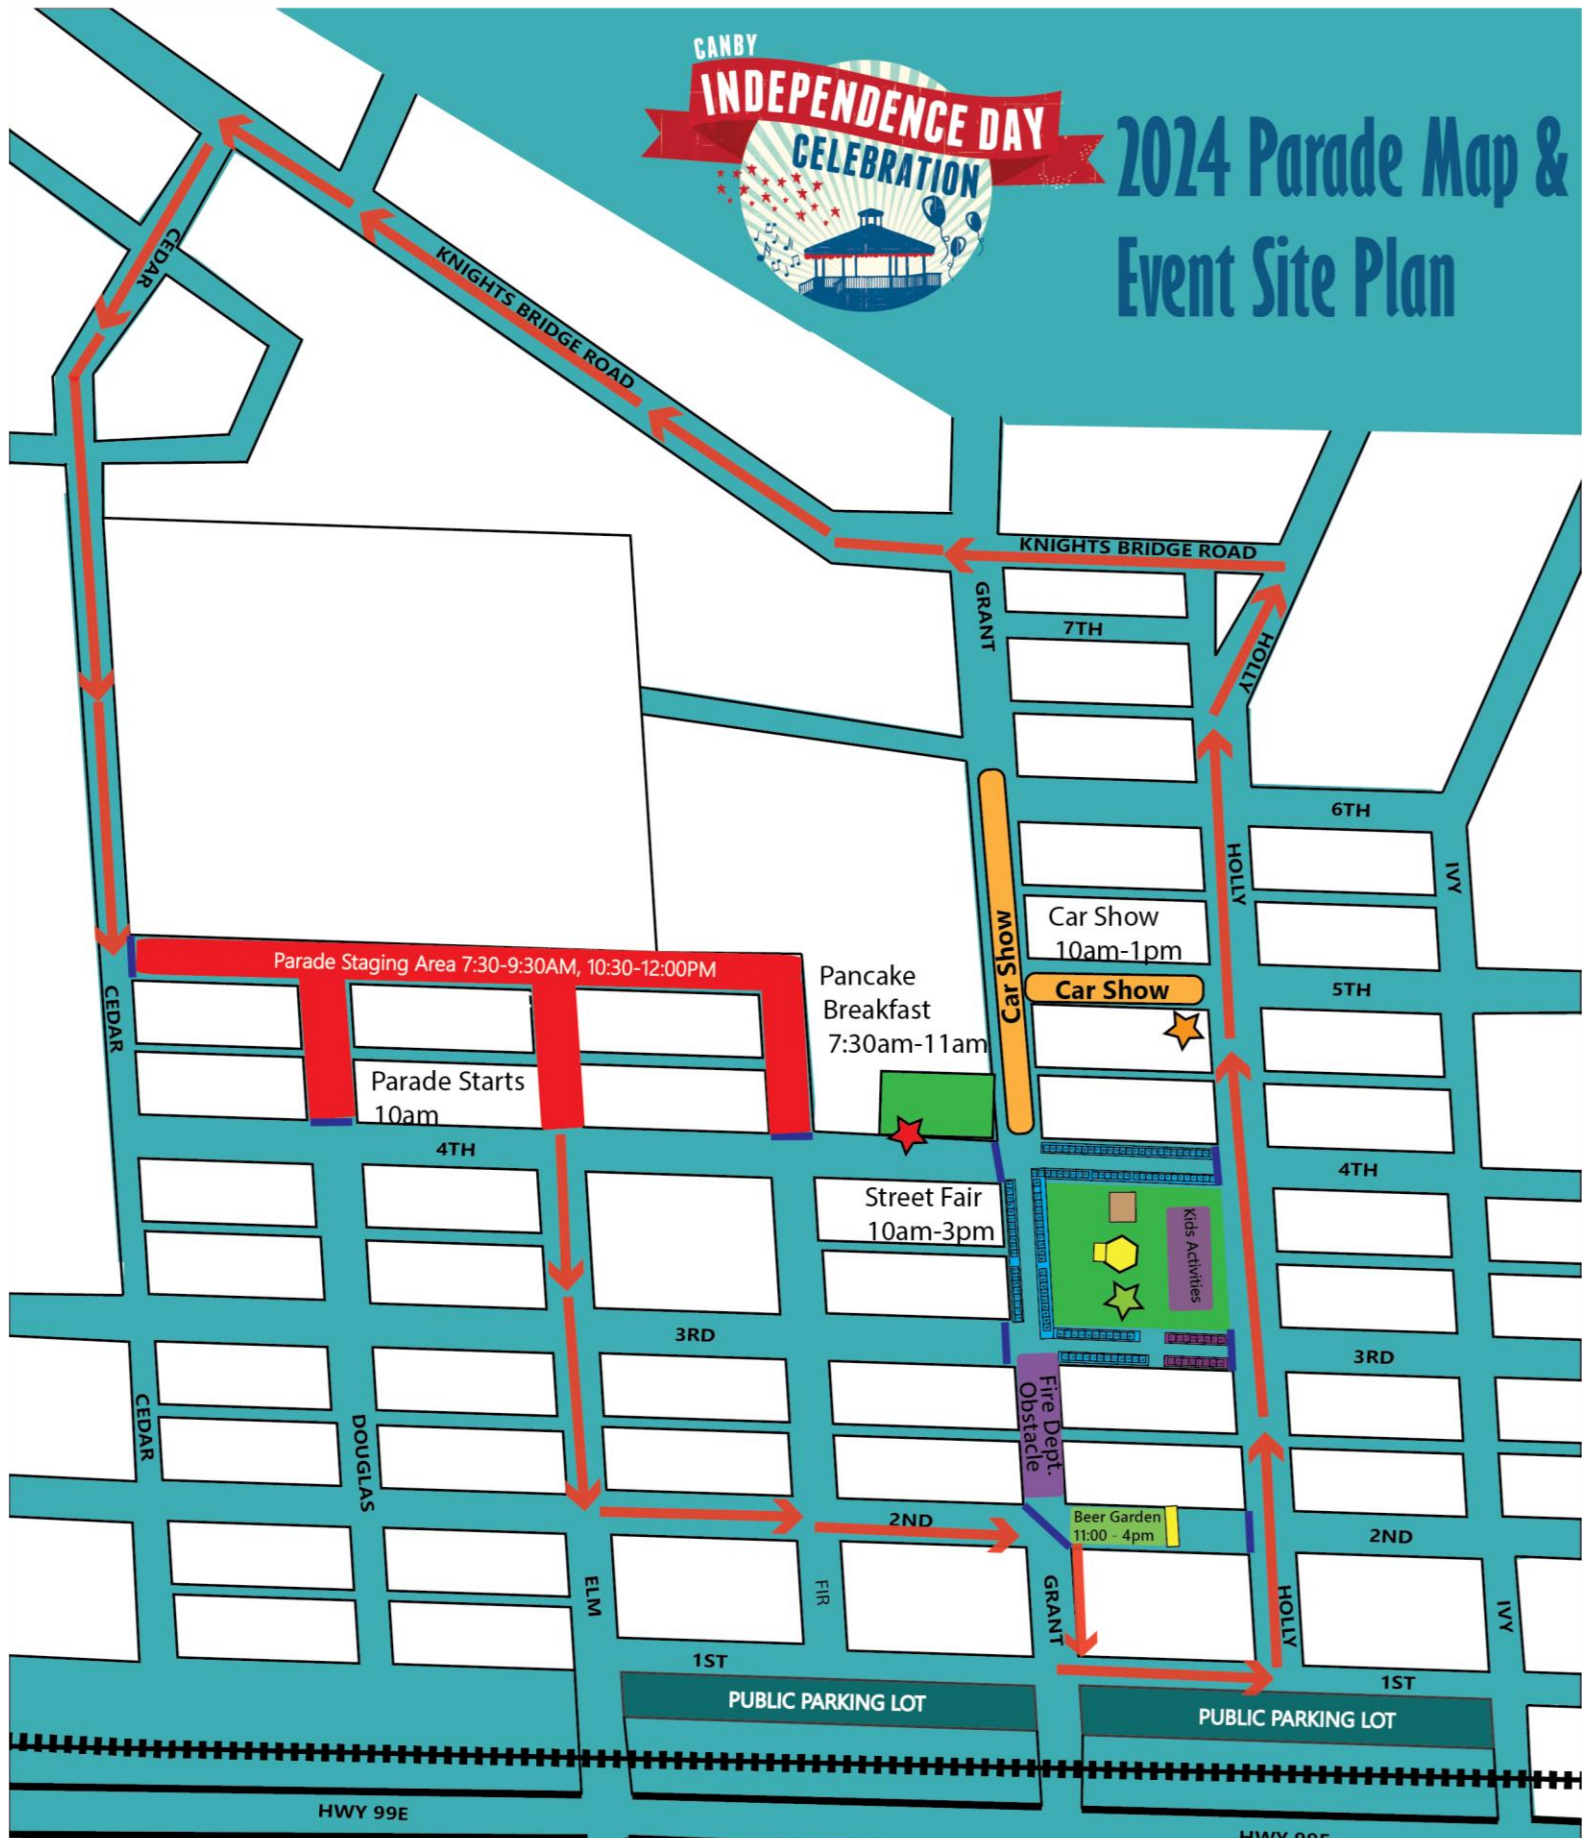 CANBY
INDEPENDENCE DAY
CELEBRATION
2024 Parade Map &
Event Site Plan
CEDAR
KNIGHTS BRIDGE ROAD
KNIGHTS BRIDGE ROAD
GRANT
7TH
HOLLY
6TH
HOLLY
IVY
Car Show
10am-1pm
Car Show
Car Show
5TH
Parade Staging Area 7:30-9:30AM, 10:30-12:00PM
Pancake
Breakfast
7:30am-11am
CEDAR
Parade Starts
10am
4TH
4TH
Street Fair
10am-3pm
Kids Activities
3RD
3RD
Fire Dept.
Obstacle
CEDAR
DOUGLAS
2ND
Beer Garden
11:00 - 4pm
2ND
ELM
FIR
GRANT
HOLLY
IVY
1ST
1ST
PUBLIC PARKING LOT
PUBLIC PARKING LOT
HWY 99E
HWY 99E